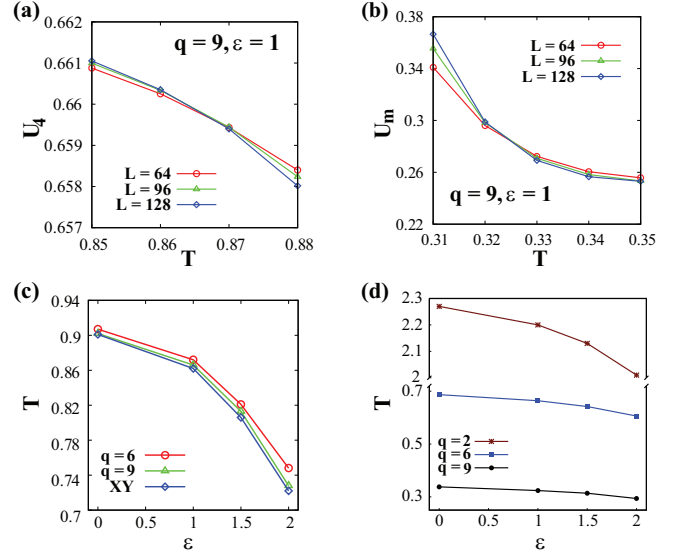 (a)
0.662
0.661
0.66
0.659
0.658
0.657
U4
q = 9, ε = 1
L = 64
L = 96
L = 128
0.85 0.86 0.87 0.88
T
(b)
0.38
0.34
0.3
0.26
0.22
Um
L = 64
L = 96
L = 128
q = 9, ε = 1
0.31 0.32 0.33 0.34 0.35
T
(c)
0.94
0.9
0.86
0.82
0.78
0.74
0.7
T
q = 6
q = 9
XY
0 0.5 1 1.5 2
ε
(d)
2.3
2.2
2.1
2
0.7
0.5
0.3
T
q = 2
q = 6
q = 9
0 0.5 1 1.5 2
ε